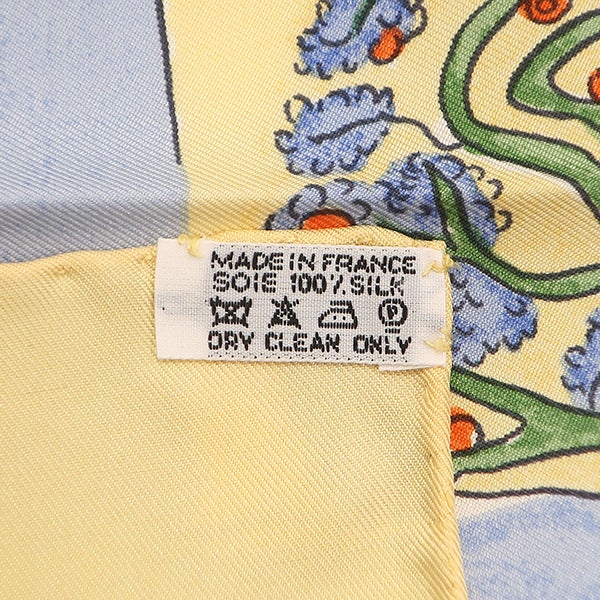 MADE IN FRANCE
SOIE 100% SILK
P
DRY CLEAN ONLY